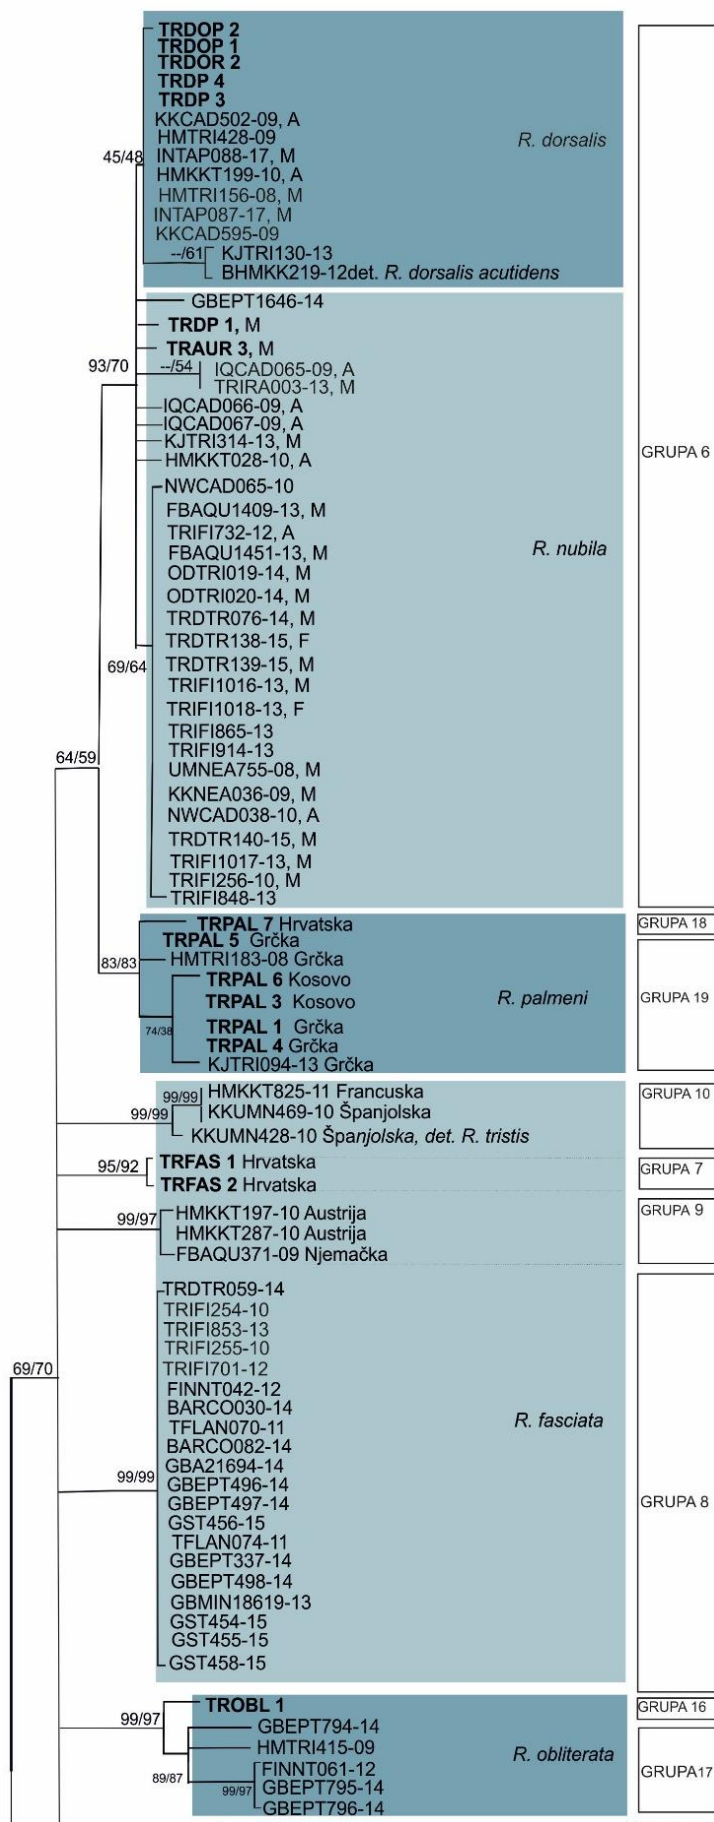 TRDOP 2
TRDOP 1
TRDOR 2
TRDP 4
TRDP 3
KKCAD502-09, A
HMTRI428-09
R. dorsalis
45/48
INTAP088-17, M
HMKKT199-10, A
HMTRI156-08, M
INTAP087-17, M
KKCAD595-09
--/61
KJTRI130-13
BHMKK219-12det. R. dorsalis acutidens
GBEPT1646-14
TRDP 1, M
TRAUR 3, M
93/70
--/54
IQCAD065-09, A
TRIRA003-13, M
IQCAD066-09, A
IQCAD067-09, A
KJTRI314-13, M
GRUPA 6
HMKKT028-10, A
NWCAD065-10
FBAQU1409-13, M
TRIFI732-12, A
FBAQU1451-13, M
R. nubila
ODTRI019-14, M
ODTRI020-14, M
TRDTR076-14, M
TRDTR138-15, F
69/64
TRDTR139-15, M
TRIFI1016-13, M
TRIFI1018-13, F
TRIFI865-13
TRIFI914-13
64/59
UMNEA755-08, M
KKNEA036-09, M
NWCAD038-10, A
TRDTR140-15, M
TRIFI1017-13, M
TRIFI256-10, M
TRIFI848-13
TRPAL 7 Hrvatska
GRUPA 18
TRPAL 5 Grčka
83/83
HMTRI183-08 Grčka
TRPAL 6 Kosovo
TRPAL 3 Kosovo
R. palmeni
GRUPA 19
74/38
TRPAL 1 Grčka
TRPAL 4 Grčka
KJTRI094-13 Grčka
99/99
HMKKT825-11 Francuska
GRUPA 10
99/99
KKUMN469-10 Španjolska
KKUMN428-10 Španjolska, det. R. tristis
95/92
TRFAS 1 Hrvatska
GRUPA 7
TRFAS 2 Hrvatska
99/97
HMKKT197-10 Austrija
GRUPA 9
HMKKT287-10 Austrija
FBAQU371-09 Njemačka
TRDTR059-14
TRIFI254-10
TRIFI853-13
TRIFI255-10
69/70
TRIFI701-12
FINNT042-12
BARCO030-14
TFLAN070-11
R. fasciata
BARCO082-14
GBA21694-14
99/99
GBEPT496-14
GBEPT497-14
GRUPA 8
GST456-15
TFLAN074-11
GBEPT337-14
GBEPT498-14
GBMIN18619-13
GST454-15
GST455-15
GST458-15
TROBL 1
GRUPA 16
99/97
GBEPT794-14
HMTRI415-09
R. obliterata
89/87
FINNT061-12
GRUPA17
99/97
GBEPT795-14
GBEPT796-14